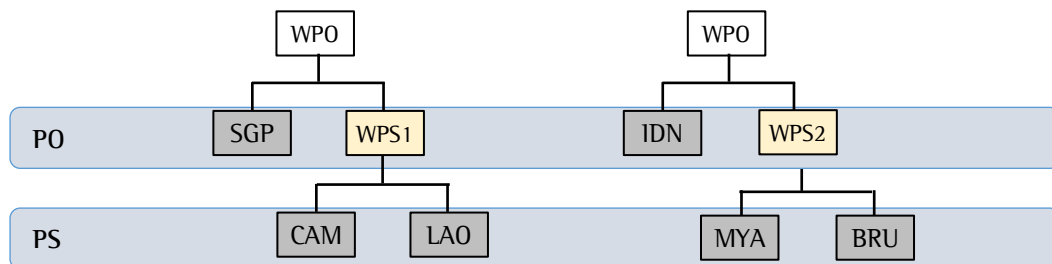 WPO WPO
PO SGP WPS1 IDN WPS2
PS CAM LAO MYA BRU